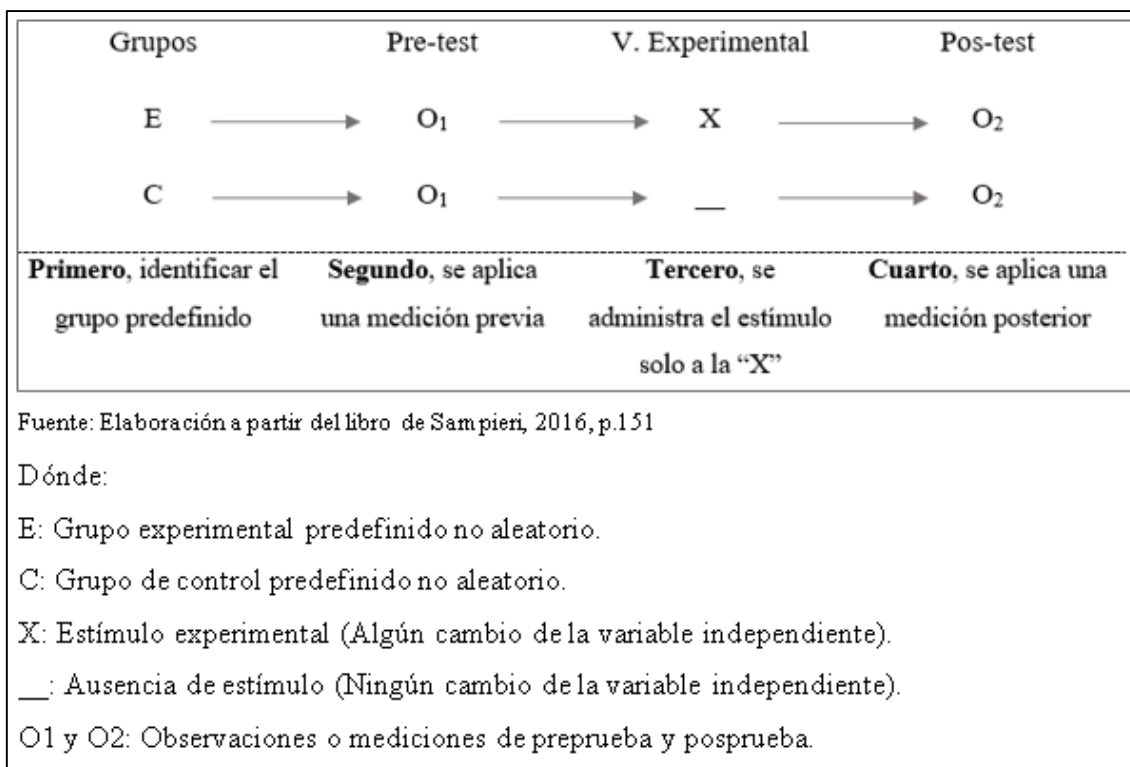 Grupos Pre-test V. Experimental Pos-test
E O₁ X O₂
C O₁ __ O₂
Primero, identificar el Segundo, se aplica Tercero, se Cuarto, se aplica una
grupo predefinido una medición previa administra el estímulo medición posterior
solo a la “X”
Fuente: Elaboración a partir del libro de Sampieri, 2016, p.151
Dónde:
E: Grupo experimental predefinido no aleatorio.
C: Grupo de control predefinido no aleatorio.
X: Estímulo experimental (Algún cambio de la variable independiente).
__: Ausencia de estímulo (Ningún cambio de la variable independiente).
O1 y O2: Observaciones o mediciones de preprueba y posprueba.